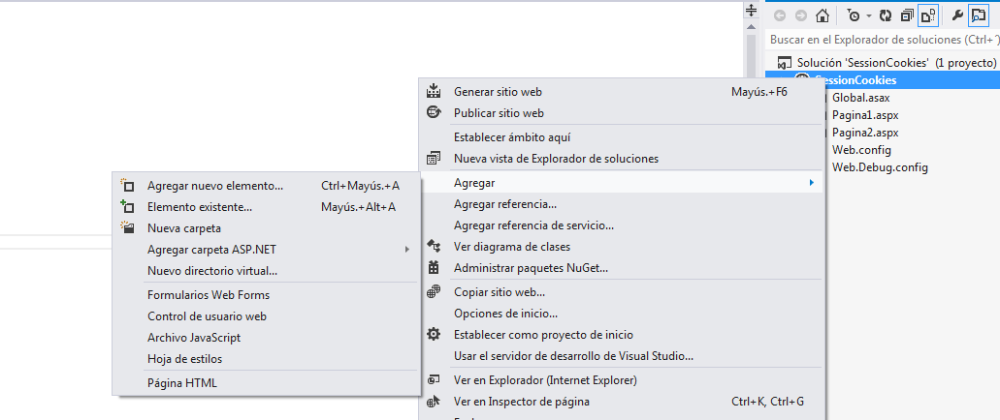 Buscar en el Explorador de soluciones (Ctrl+´)
Solución 'SessionCookies' (1 proyecto)
SessionCookies
Global.asax
Pagina1.aspx
Pagina2.aspx
Web.config
Web.Debug.config
Generar sitio web Mayús.+F6
Publicar sitio web
Establecer ámbito aquí
Nueva vista de Explorador de soluciones
Agregar
Agregar referencia...
Agregar referencia de servicio...
Ver diagrama de clases
Administrar paquetes NuGet...
Copiar sitio web...
Opciones de inicio...
Establecer como proyecto de inicio
Usar el servidor de desarrollo de Visual Studio...
Ver en Explorador (Internet Explorer)
Ver en Inspector de página Ctrl+K, Ctrl+G
Agregar nuevo elemento... Ctrl+Mayús.+A
Elemento existente... Mayús.+Alt+A
Nueva carpeta
Agregar carpeta ASP.NET
Nuevo directorio virtual...
Formularios Web Forms
Control de usuario web
Archivo JavaScript
Hoja de estilos
Página HTML